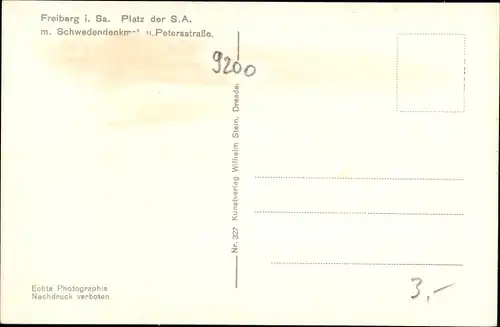 Freiberg i. Sa. Platz der S.A.
m. Schwedendenkmal u. Petersstraße.
9200
Nr. 327 Kunstverlag Wilhelm Stein, Dresden
Echte Photographie
Nachdruck verboten
3,-